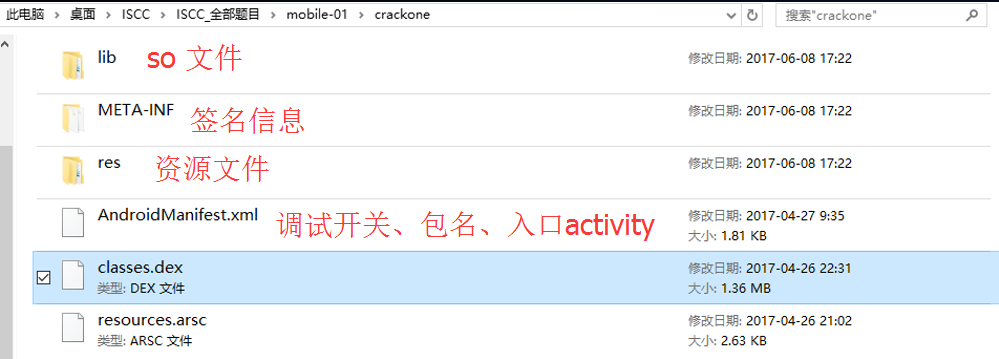 此电脑 › 桌面 › ISCC › ISCC_全部题目 › mobile-01 › crackone
搜索"crackone"
lib so 文件 修改日期: 2017-06-08 17:22
META-INF 签名信息 修改日期: 2017-06-08 17:22
res 资源文件 修改日期: 2017-06-08 17:22
AndroidManifest.xml 调试开关、包名、入口activity 修改日期: 2017-04-27 9:35
大小: 1.81 KB
classes.dex 修改日期: 2017-04-26 22:31
类型: DEX 文件 大小: 1.36 MB
resources.arsc 修改日期: 2017-04-26 21:02
类型: ARSC 文件 大小: 2.63 KB